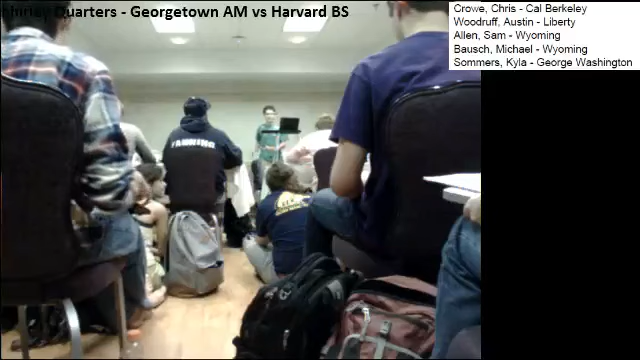 Quarters - Georgetown AM vs Harvard BS
Crowe, Chris - Cal Berkeley
Woodruff, Austin - Liberty
Allen, Sam - Wyoming
Bausch, Michael - Wyoming
Sommers, Kyla - George Washington